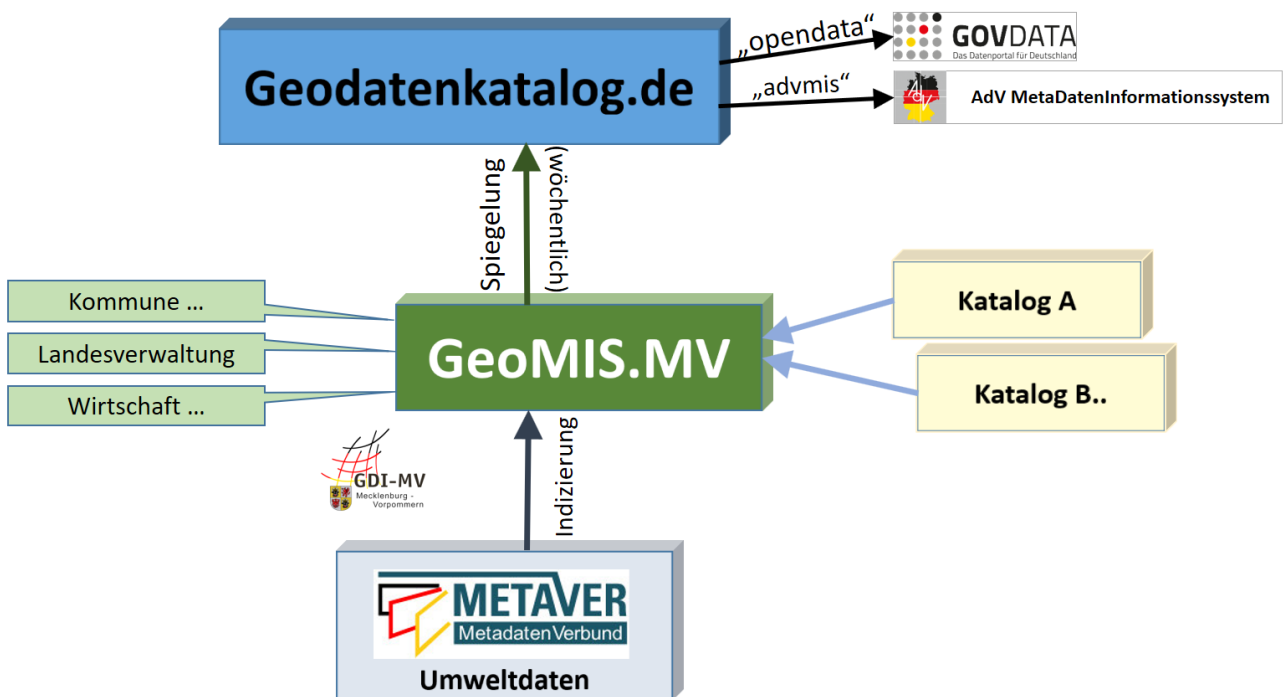 Geodatenkatalog.de
„opendata“
GOVDATA
Das Datenportal für Deutschland
„advmis“
AdV
AdV MetaDatenInformationssystem
Spiegelung
(wöchentlich)
Kommune ...
Landesverwaltung
Wirtschaft ...
GeoMIS.MV
Katalog A
Katalog B..
GDI-MV
Mecklenburg -
Vorpommern
Indizierung
METAVER
MetadatenVerbund
Umweltdaten